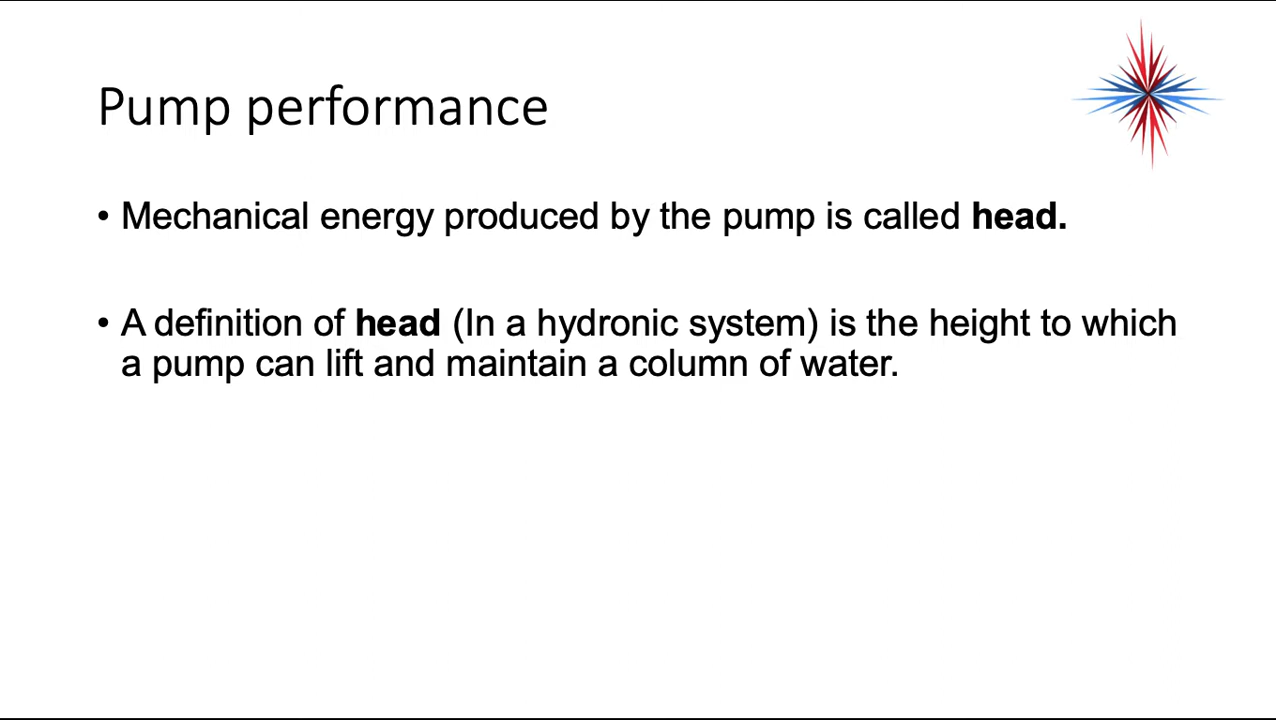 Pump performance
• Mechanical energy produced by the pump is called head.
• A definition of head (In a hydronic system) is the height to which
a pump can lift and maintain a column of water.